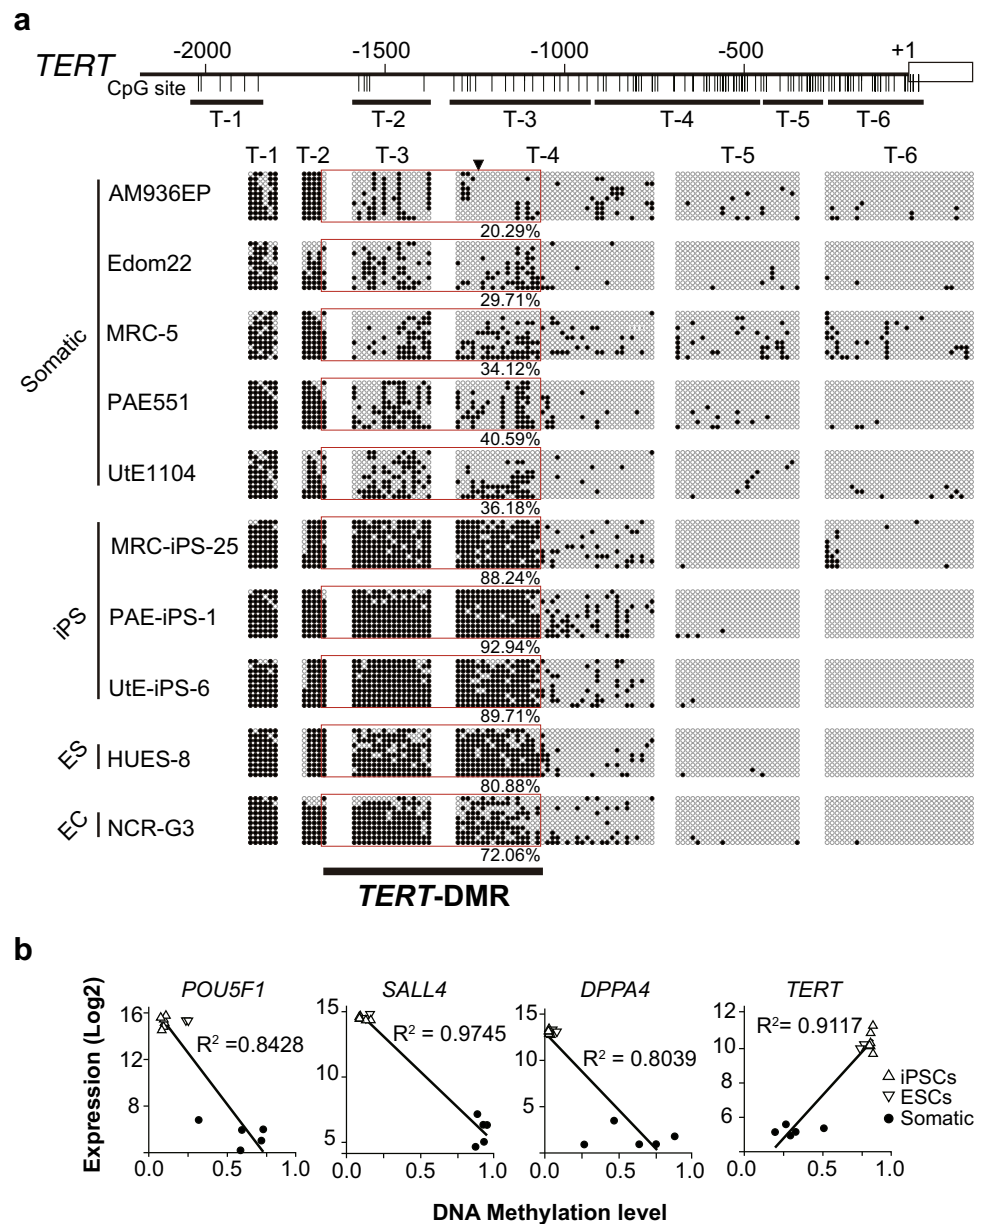 a
-2000 -1500 -1000 -500 +1
TERT
CpG site
T-1 T-2 T-3 T-4 T-5 T-6
T-1 T-2 T-3 T-4 T-5 T-6
Somatic
AM936EP
20.29%
Edom22
29.71%
MRC-5
34.12%
PAE551
40.59%
UtE1104
36.18%
iPS
MRC-iPS-25
88.24%
PAE-iPS-1
92.94%
UtE-iPS-6
89.71%
ES
HUES-8
80.88%
EC
NCR-G3
72.06%
TERT-DMR
b
Expression (Log2)
POU5F1
16
12
8
R² =0.8428
0.0 0.5 1.0
SALL4
15
10
5
R² = 0.9745
0.0 0.5 1.0
DPPA4
15
10
5
R² = 0.8039
0.0 0.5 1.0
TERT
12
10
8
6
R²= 0.9117
0.0 0.5 1.0
iPSCs
ESCs
Somatic
DNA Methylation level